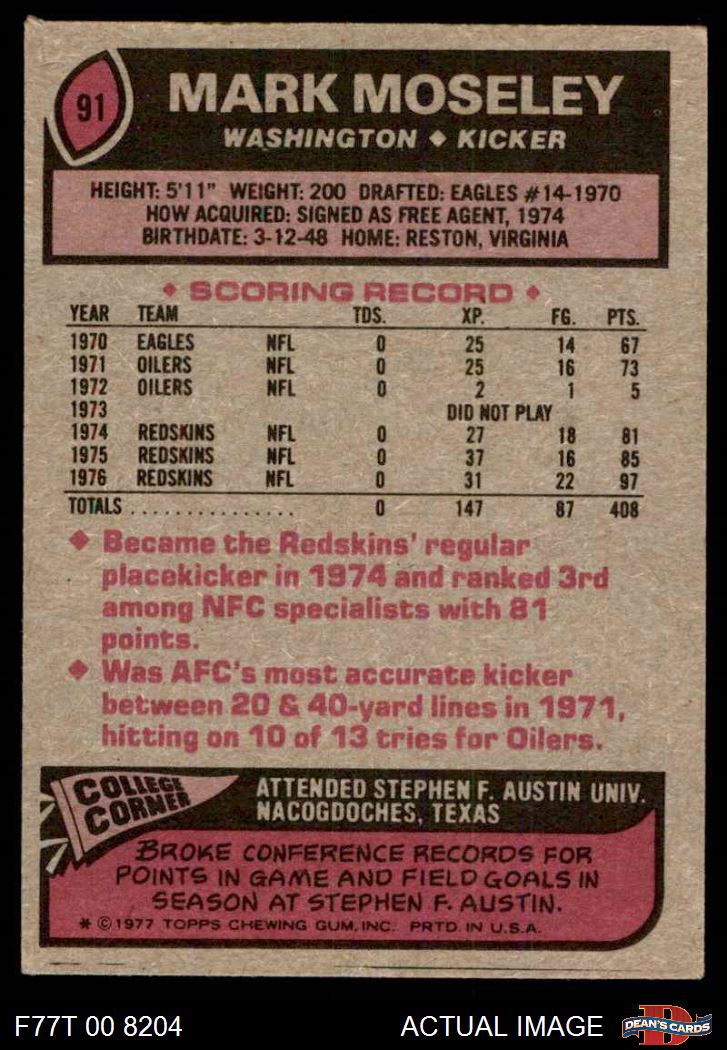 91
MARK MOSELEY
WASHINGTON ◆ KICKER
HEIGHT: 5'11" WEIGHT: 200 DRAFTED: EAGLES #14-1970
HOW ACQUIRED: SIGNED AS FREE AGENT, 1974
BIRTHDATE: 3-12-48 HOME: RESTON, VIRGINIA
◆ SCORING RECORD ◆
YEAR TEAM TDS. XP. FG. PTS.
1970 EAGLES NFL 0 25 14 67
1971 OILERS NFL 0 25 16 73
1972 OILERS NFL 0 2 1 5
1973 DID NOT PLAY
1974 REDSKINS NFL 0 27 18 81
1975 REDSKINS NFL 0 37 16 85
1976 REDSKINS NFL 0 31 22 97
TOTALS . . . . . . . . . . . . . . . 0 147 87 408
◆ Became the Redskins' regular
placekicker in 1974 and ranked 3rd
among NFC specialists with 81
points.
◆ Was AFC's most accurate kicker
between 20 & 40-yard lines in 1971,
hitting on 10 of 13 tries for Oilers.
COLLEGE
CORNER
ATTENDED STEPHEN F. AUSTIN UNIV.
NACOGDOCHES, TEXAS
BROKE CONFERENCE RECORDS FOR
POINTS IN GAME AND FIELD GOALS IN
SEASON AT STEPHEN F. AUSTIN.
* © 1977 TOPPS CHEWING GUM, INC. PRTD. IN U.S.A.
F77T 00 8204 ACTUAL IMAGE
D
DEAN'S CARDS